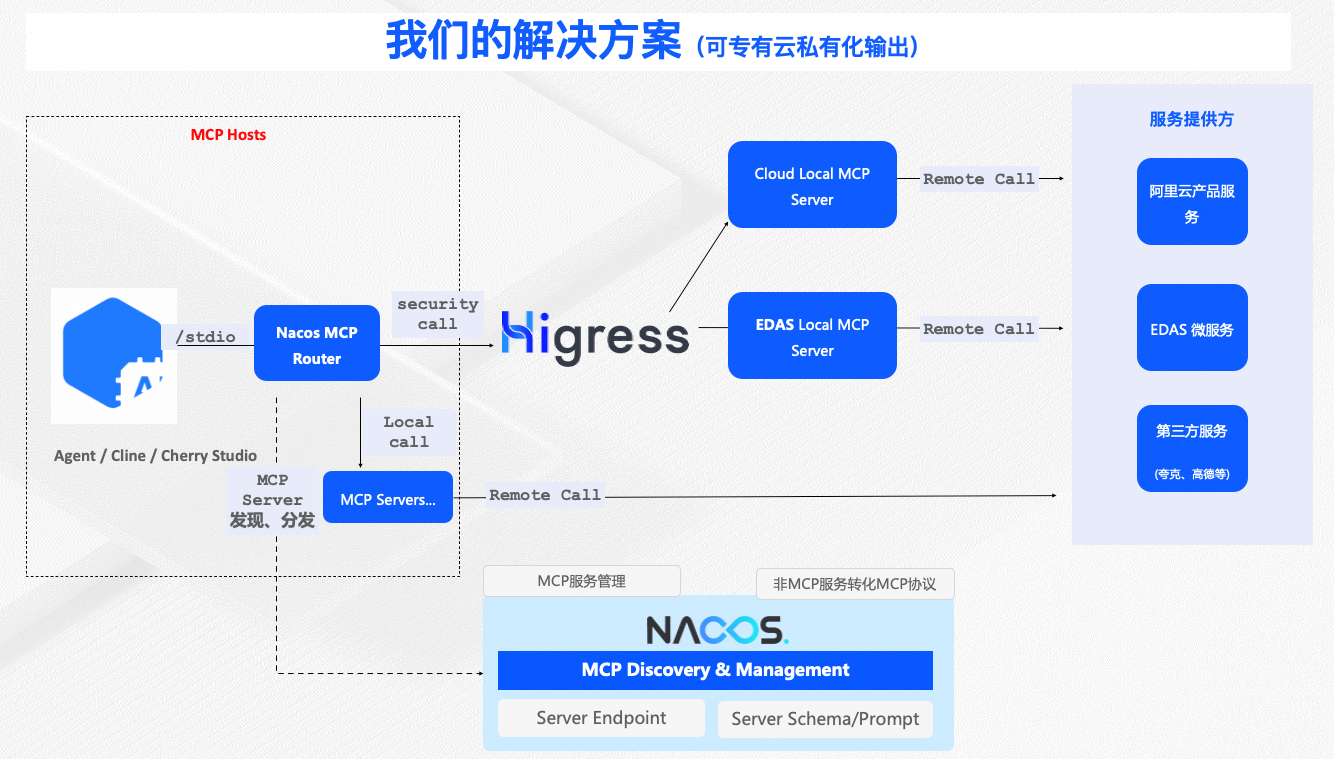 我们的解决方案（可专有云私有化输出）
MCP Hosts
服务提供方
Cloud Local MCP
Server
Remote Call
阿里云产品服
务
security
call
/stdio
Nacos MCP
Router
Higress
EDAS Local MCP
Server
Remote Call
EDAS 微服务
Local
call
Agent / Cline / Cherry Studio
MCP
Server
发现、分发
MCP Servers...
Remote Call
第三方服务
(夸克、高德等)
MCP服务管理
非MCP服务转化MCP协议
NACOS.
MCP Discovery & Management
Server Endpoint
Server Schema/Prompt